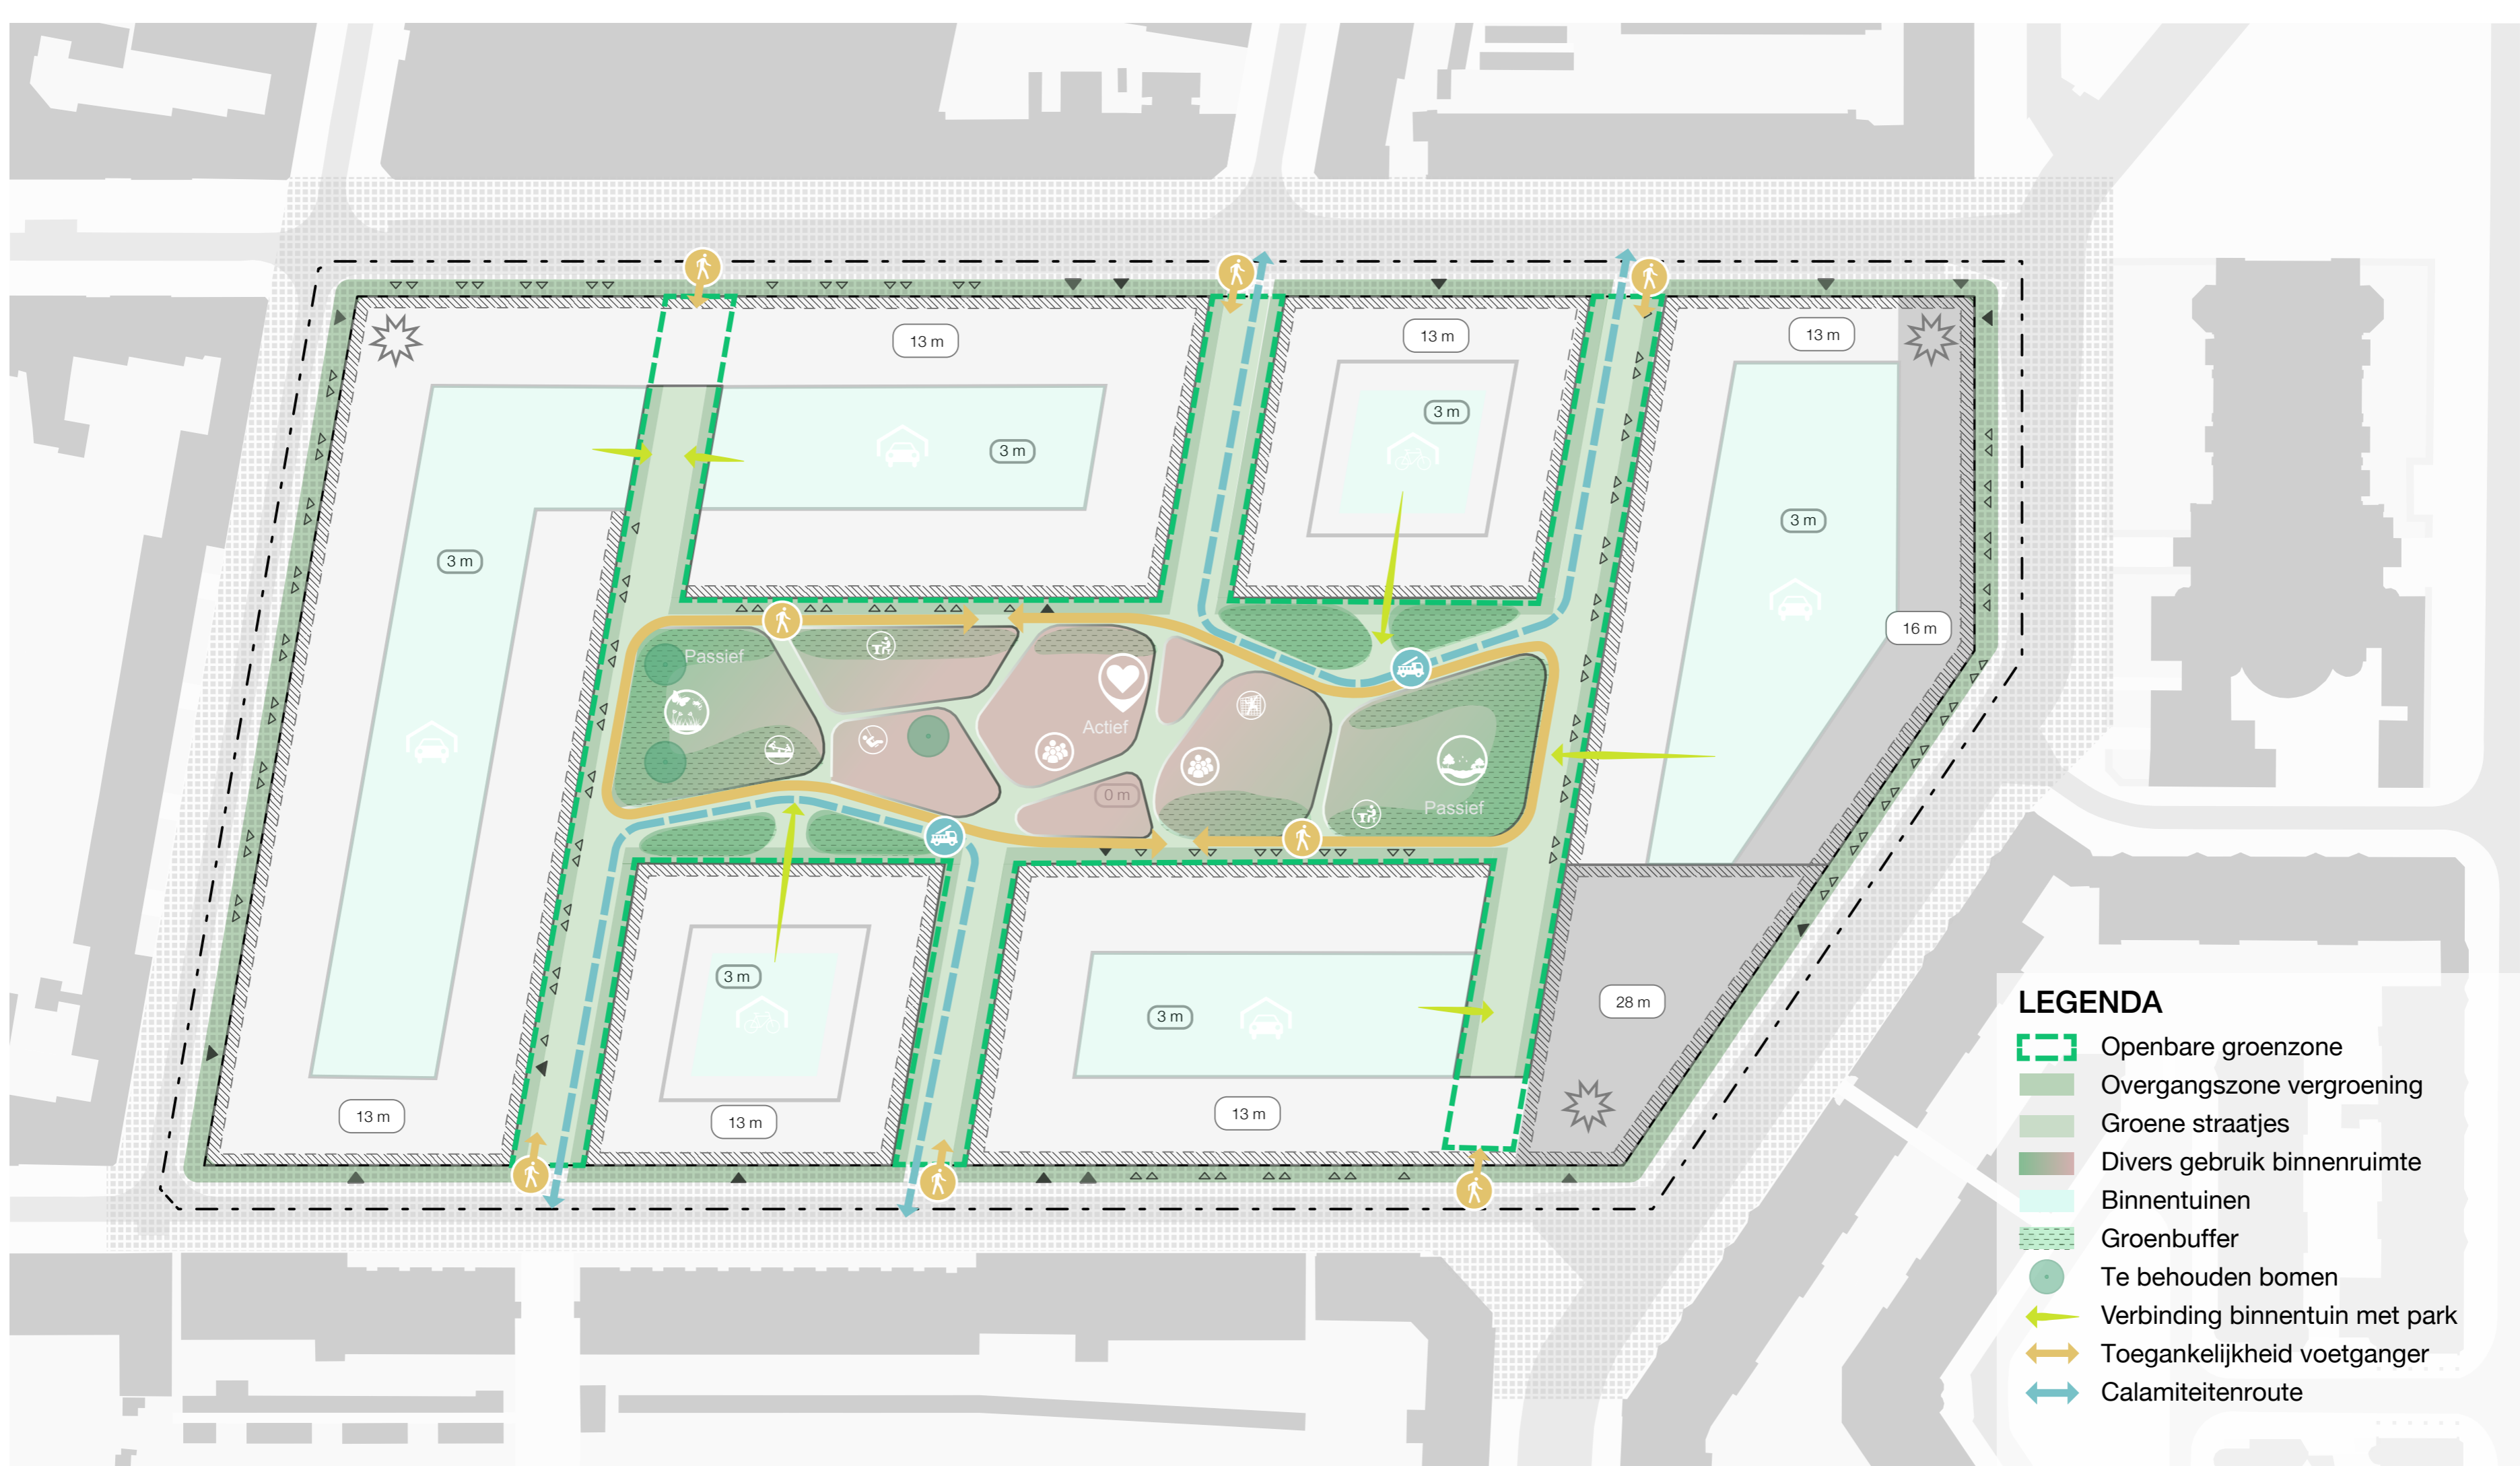 13 m
13 m
13 m
3 m
3 m
3 m
3 m
16 m
Passief
Actief
0 m
Passief
3 m
3 m
28 m
13 m
13 m
13 m
LEGENDA
Openbare groenzone
Overgangszone vergroening
Groene straatjes
Divers gebruik binnenruimte
Binnentuinen
Groenbuffer
Te behouden bomen
Verbinding binnentuin met park
Toegankelijkheid voetganger
Calamiteitenroute